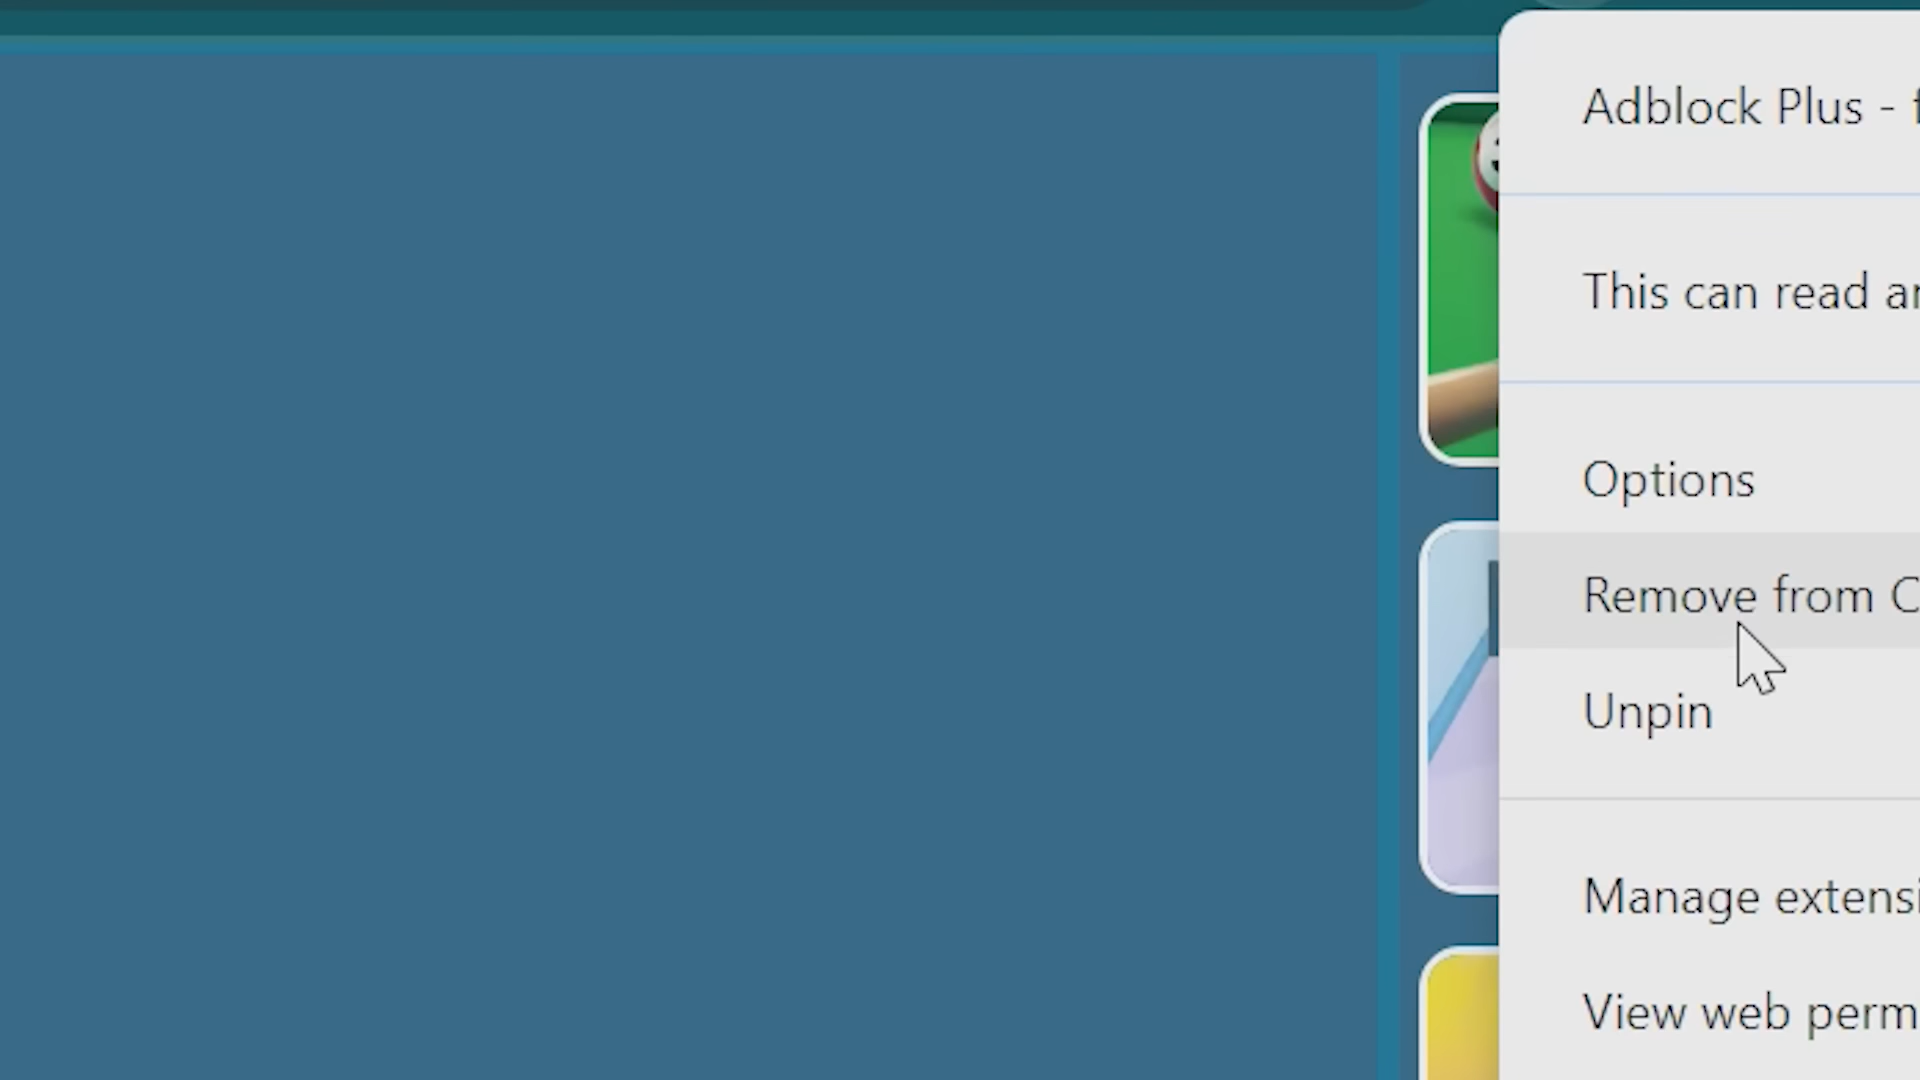 Adblock Plus -
This can read
Options
Remove from
Unpin
Manage
View web